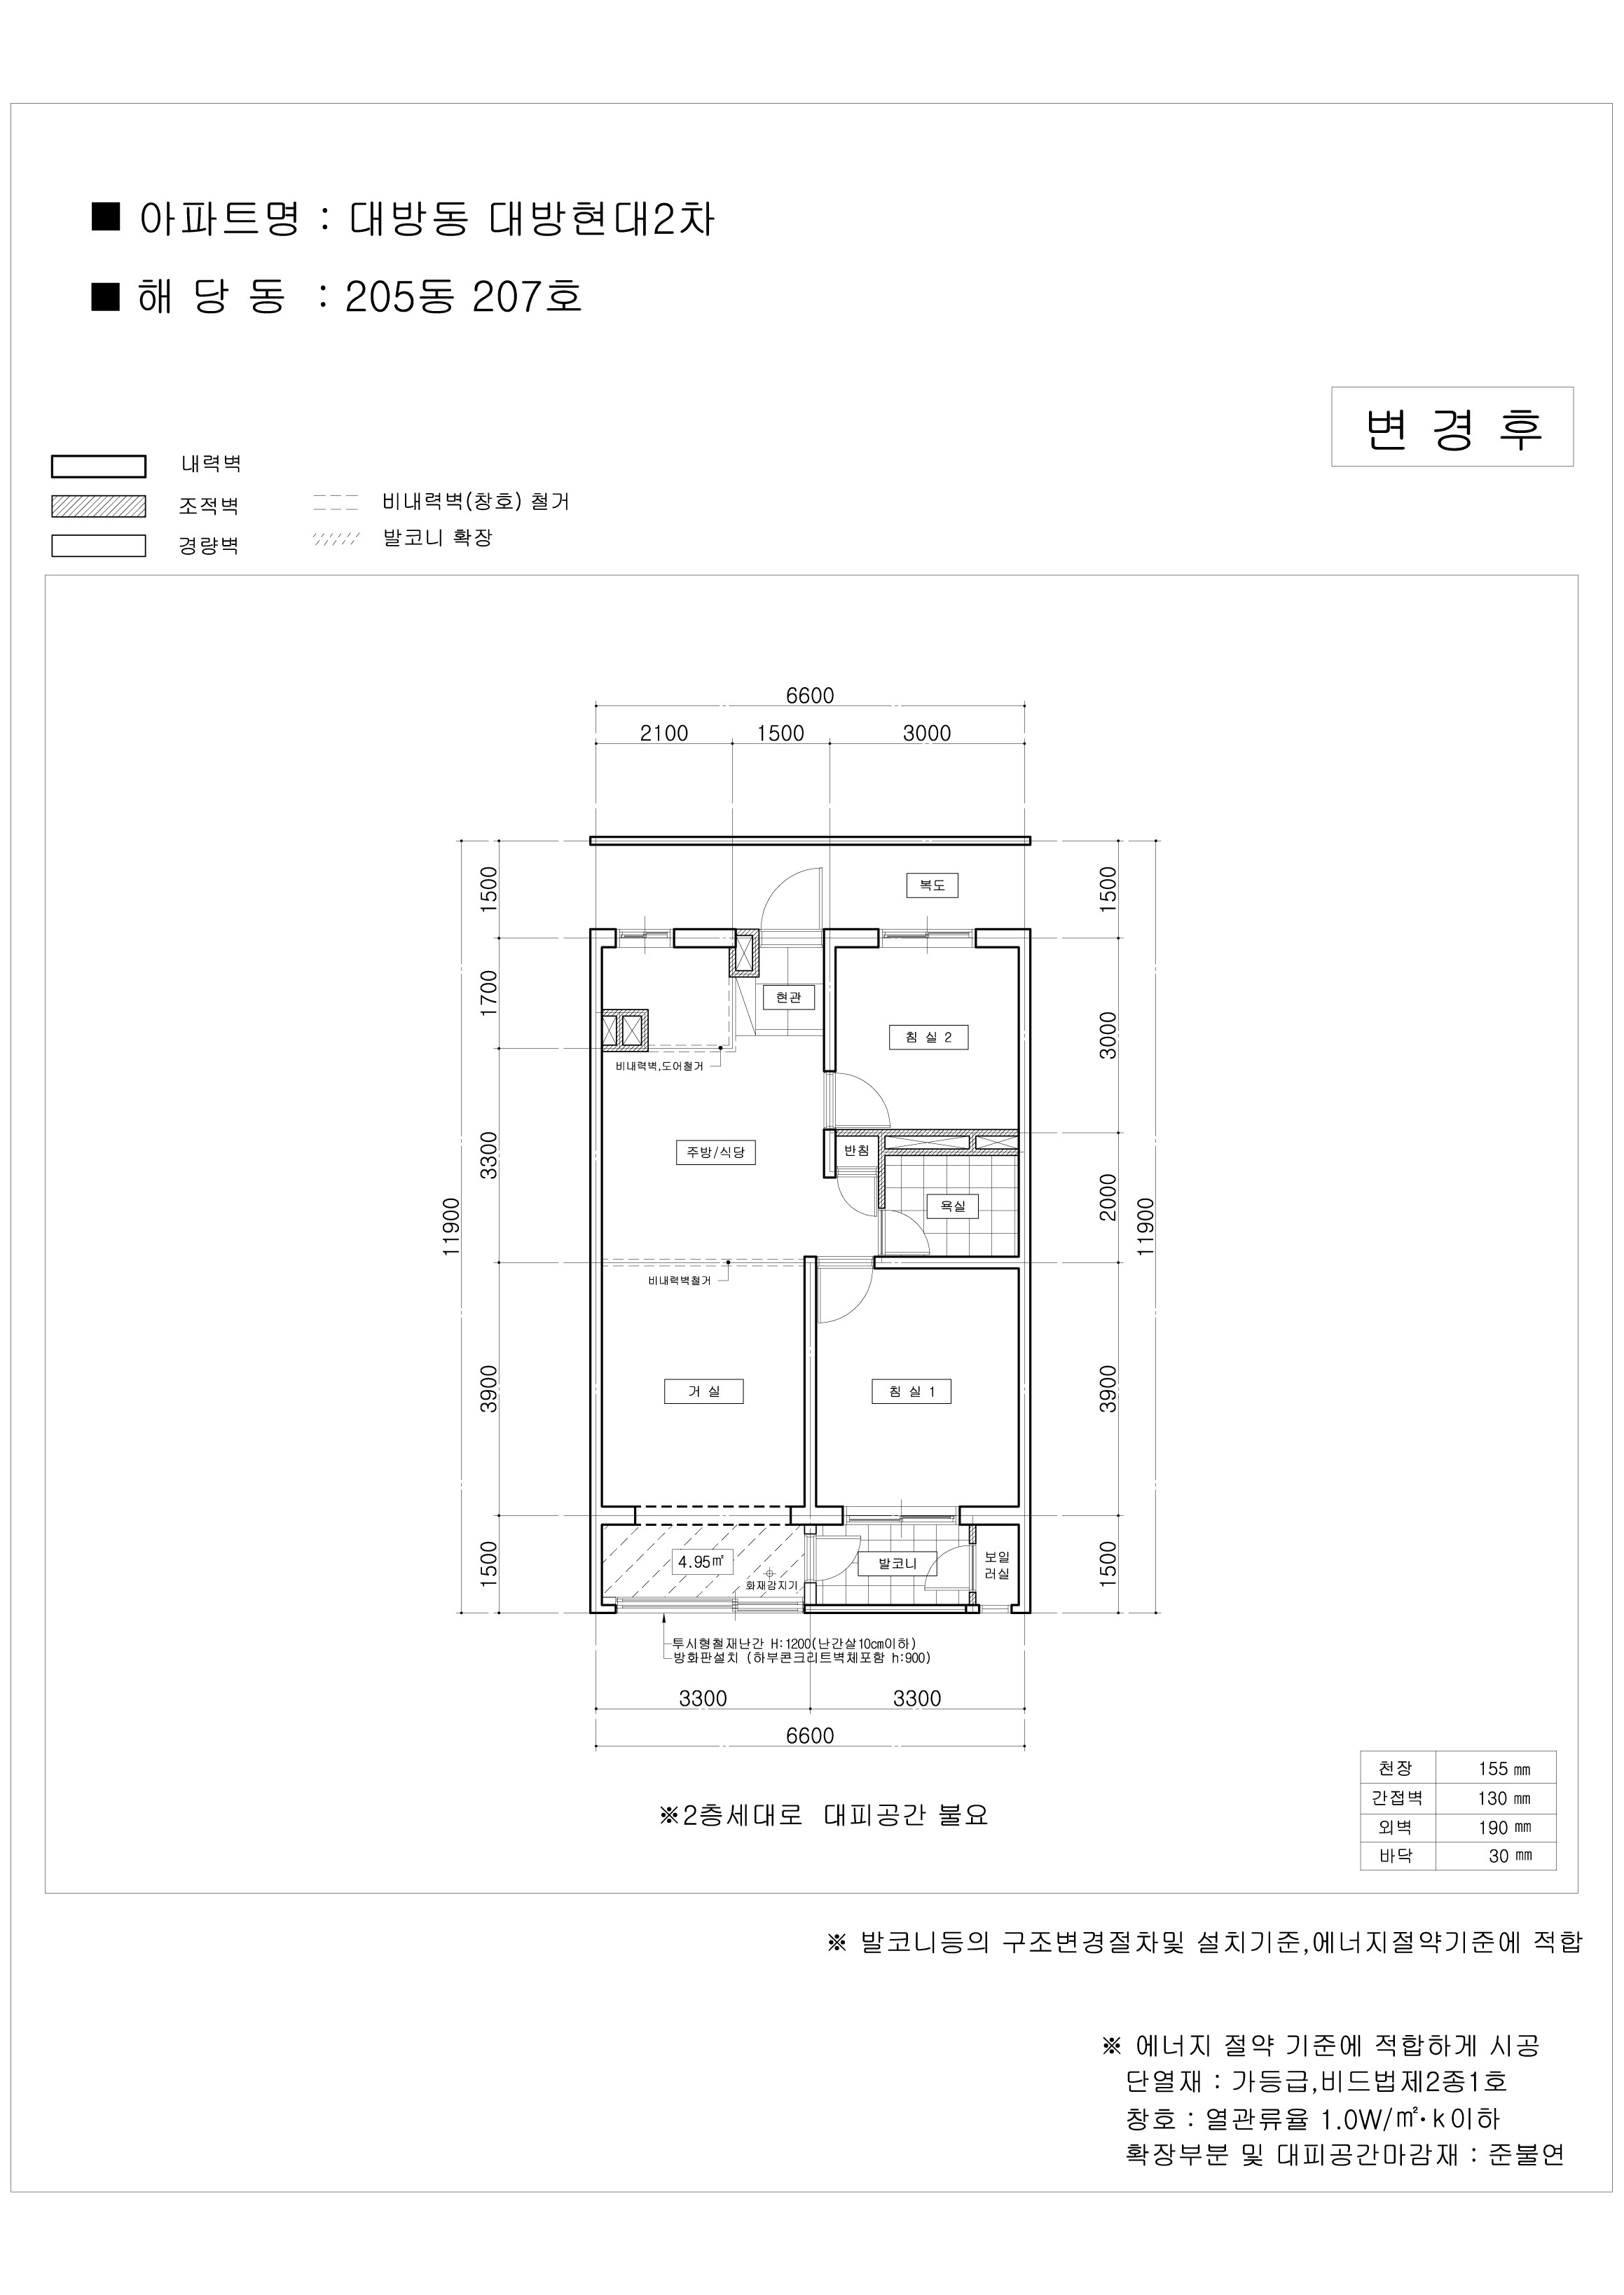 ■ 아파트명 : 대방동 대방현대2차
■ 해 당 동 : 205동 207호
변 경 후
내력벽
조적벽
경량벽
비내력벽(창호) 철거
발코니 확장
6600
2100 1500 3000
1500
1700
3300
3900
1500
11900
1500
3000
2000
3900
1500
11900
복도
현관
침 실 2
비내력벽,도어철거
주방/식당
반침
욕실
비내력벽철거
거 실
침 실 1
4.95㎡
화재감지기
발코니
보일
러실
투시형철재난간 H:1200(난간살10cm이하)
방화판설치 (하부콘크리트벽체포함 h:900)
3300 3300
6600
※2층세대로 대피공간 불요
천장 155 ㎜
간접벽 130 ㎜
외벽 190 ㎜
바닥 30 ㎜
※ 발코니등의 구조변경절차및 설치기준,에너지절약기준에 적합
※ 에너지 절약 기준에 적합하게 시공
단열재 : 가등급,비드법제2종1호
창호 : 열관류율 1.0W/㎡·k이하
확장부분 및 대피공간마감재 : 준불연